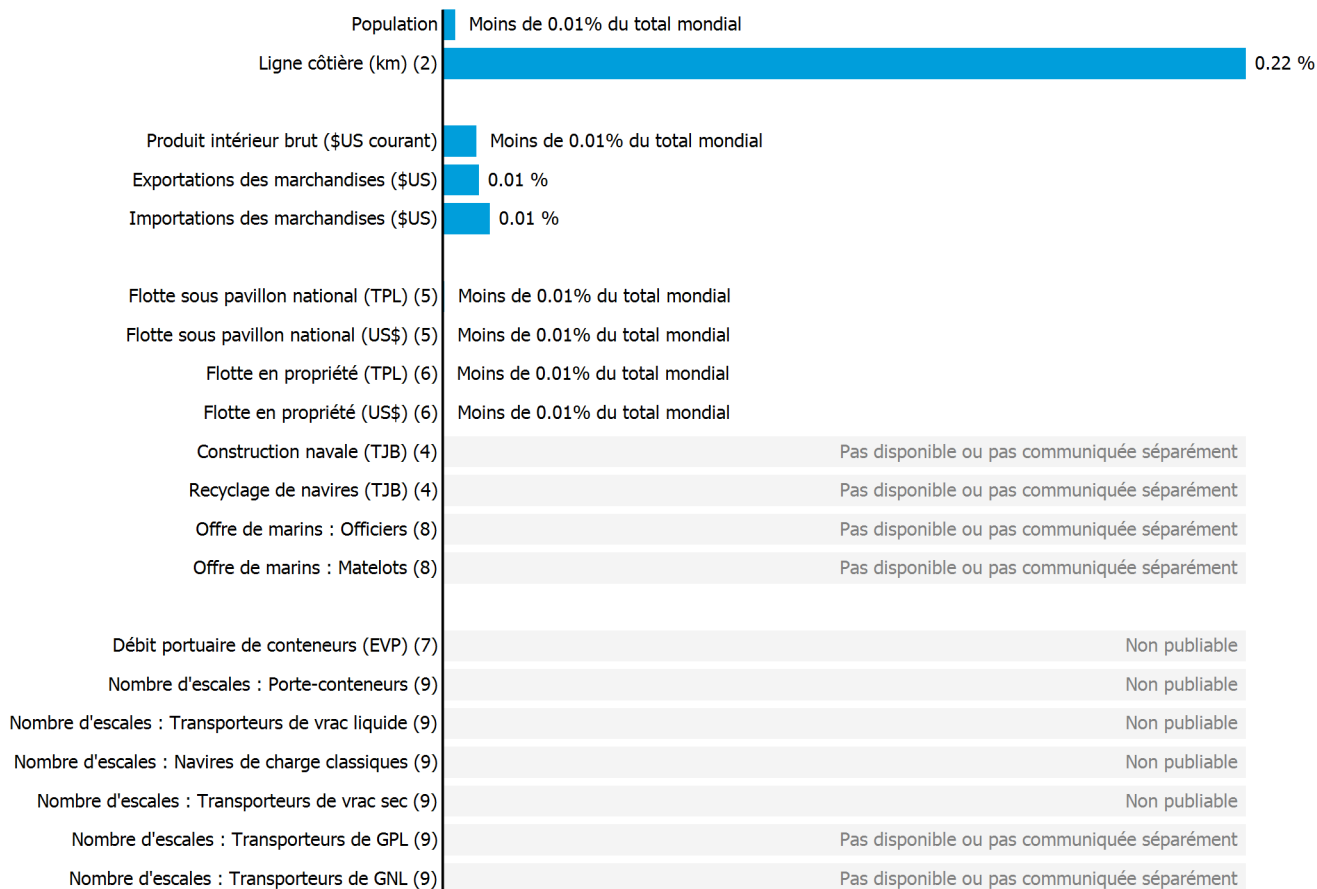 Population Moins de 0.01% du total mondial
Ligne côtière (km) (2) 0.22 %
Produit intérieur brut ($US courant) Moins de 0.01% du total mondial
Exportations des marchandises ($US) 0.01 %
Importations des marchandises ($US) 0.01 %
Flotte sous pavillon national (TPL) (5) Moins de 0.01% du total mondial
Flotte sous pavillon national (US$) (5) Moins de 0.01% du total mondial
Flotte en propriété (TPL) (6) Moins de 0.01% du total mondial
Flotte en propriété (US$) (6) Moins de 0.01% du total mondial
Construction navale (TJB) (4) Pas disponible ou pas communiquée séparément
Recyclage de navires (TJB) (4) Pas disponible ou pas communiquée séparément
Offre de marins : Officiers (8) Pas disponible ou pas communiquée séparément
Offre de marins : Matelots (8) Pas disponible ou pas communiquée séparément
Débit portuaire de conteneurs (EVP) (7) Non publiable
Nombre d'escales : Porte-conteneurs (9) Non publiable
Nombre d'escales : Transporteurs de vrac liquide (9) Non publiable
Nombre d'escales : Navires de charge classiques (9) Non publiable
Nombre d'escales : Transporteurs de vrac sec (9) Non publiable
Nombre d'escales : Transporteurs de GPL (9) Pas disponible ou pas communiquée séparément
Nombre d'escales : Transporteurs de GNL (9) Pas disponible ou pas communiquée séparément